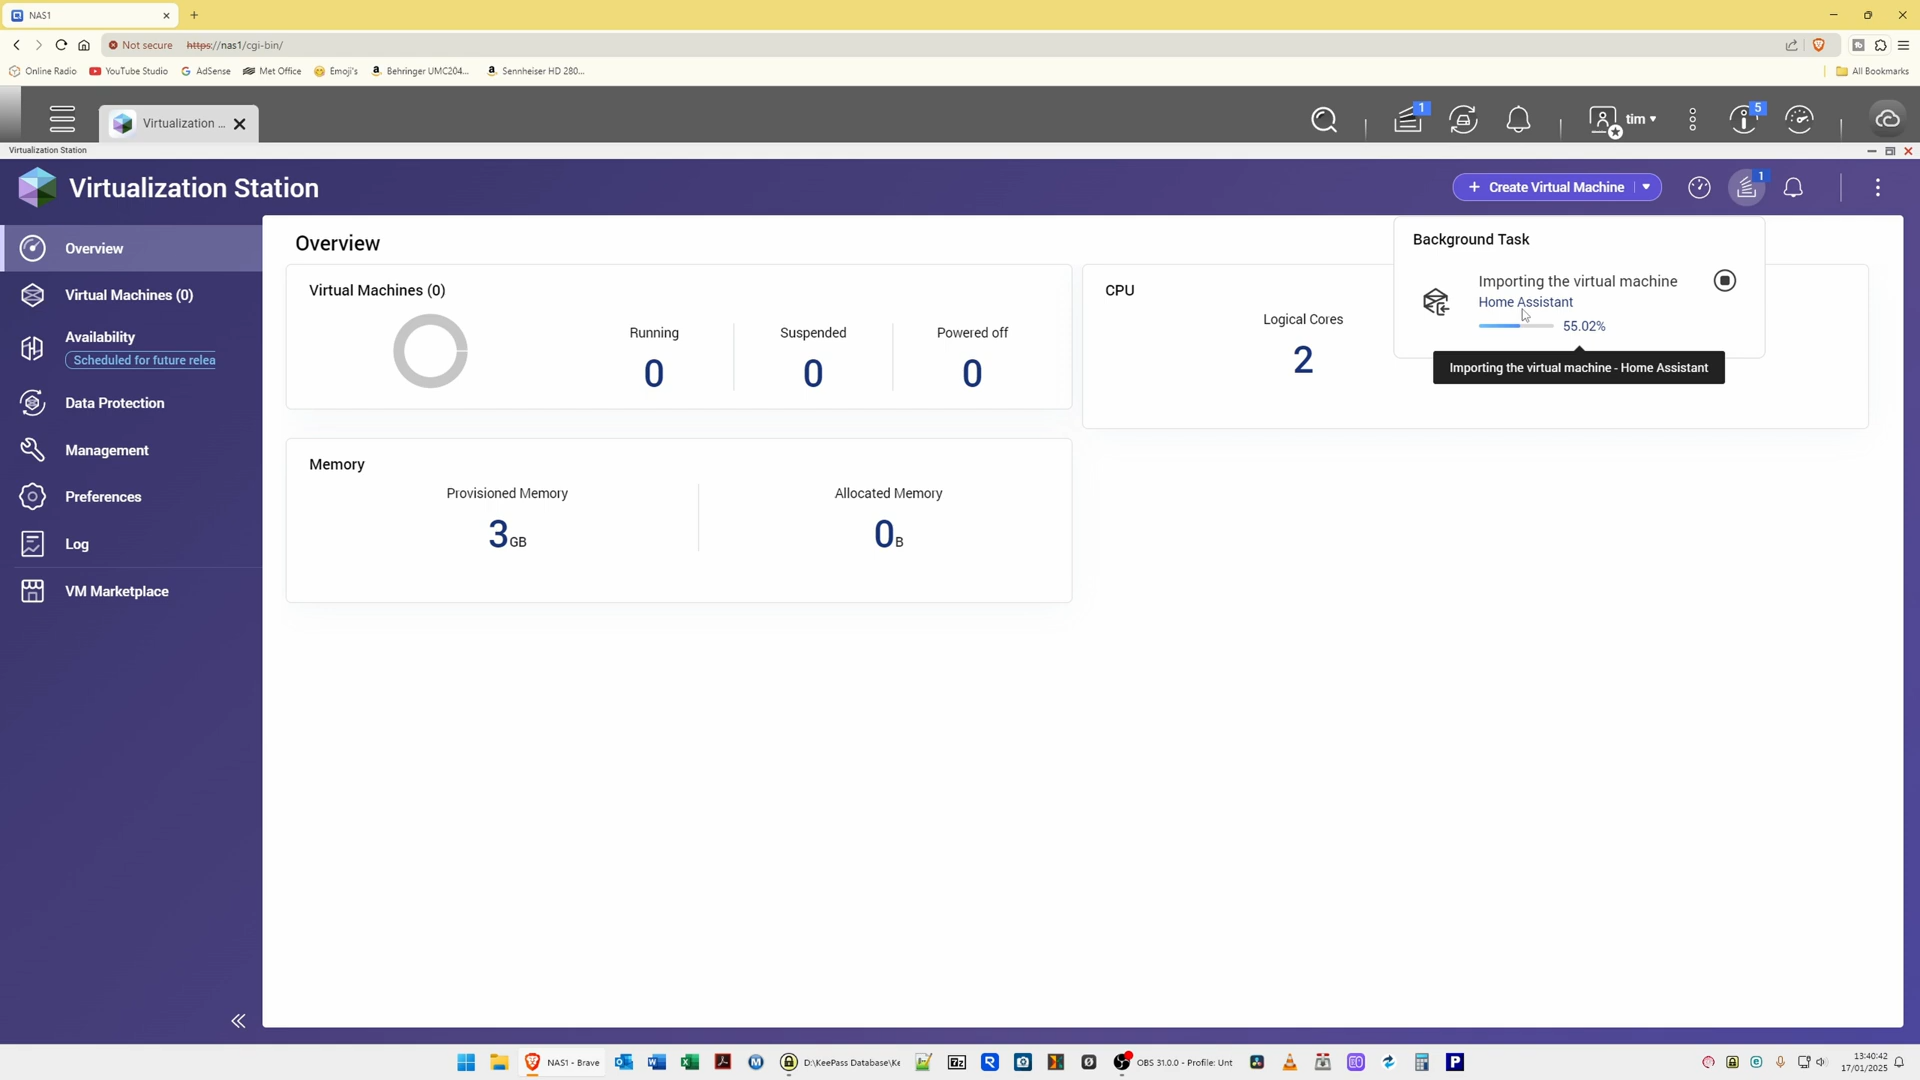 NAS1
Not secure
https://nas1/cgi-bin/
Online Radio
YouTube Studio
AdSense
Met Office
Emoji's
Behringer UMC204...
Sennheiser HD 280...
All Bookmarks
Virtualization ...
1
tim
5
Virtualization Station
Virtualization Station
+ Create Virtual Machine
1
Overview
Virtual Machines (0)
Availability
Scheduled for future relea
Data Protection
Management
Preferences
Log
VM Marketplace
Overview
Virtual Machines (0)
Running
0
Suspended
0
Powered off
0
CPU
Logical Cores
2
Background Task
Importing the virtual machine
Home Assistant
55.02%
Importing the virtual machine - Home Assistant
Memory
Provisioned Memory
3 GB
Allocated Memory
0 B
NAS1 - Brave
D:\KeePass Database\Ke
7z
OBS 31.0.0 - Profile: Unt
13:40:42
17/01/2025